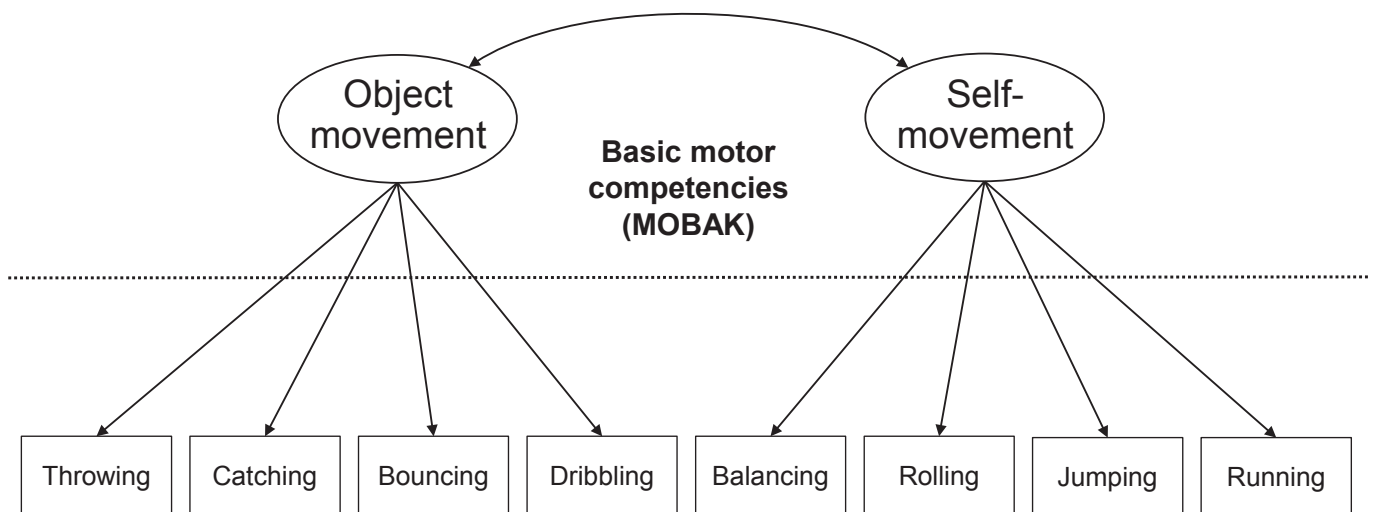 Object
movement
Self-
movement
Basic motor
competencies
(MOBAK)
Throwing
Catching
Bouncing
Dribbling
Balancing
Rolling
Jumping
Running